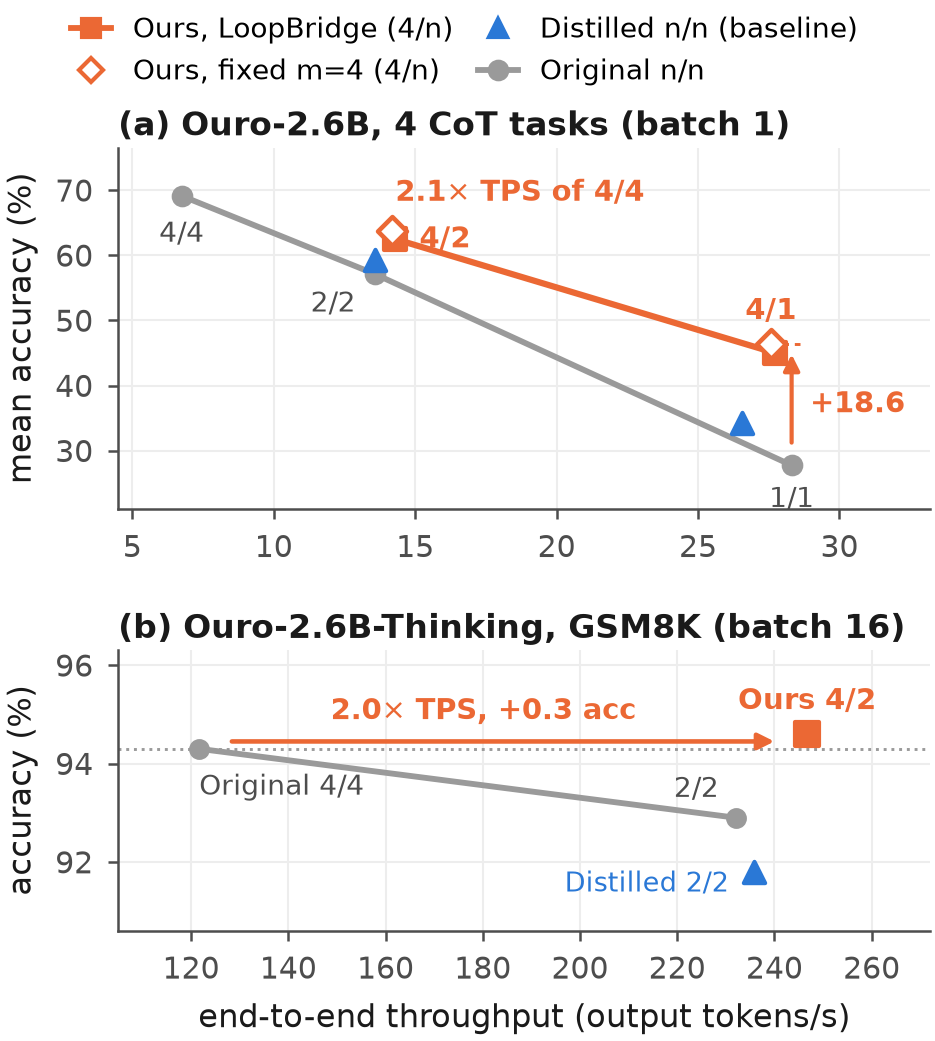 Ours, LoopBridge (4/n)
Distilled n/n (baseline)
Ours, fixed m=4 (4/n)
Original n/n
(a) Ouro-2.6B, 4 CoT tasks (batch 1)
mean accuracy (%)
70
60
50
40
30
2.1× TPS of 4/4
4/4
4/2
2/2
4/1
+18.6
1/1
5 10 15 20 25 30
(b) Ouro-2.6B-Thinking, GSM8K (batch 16)
accuracy (%)
96
94
92
Ours 4/2
2.0× TPS, +0.3 acc
Original 4/4
2/2
Distilled 2/2
120 140 160 180 200 220 240 260
end-to-end throughput (output tokens/s)